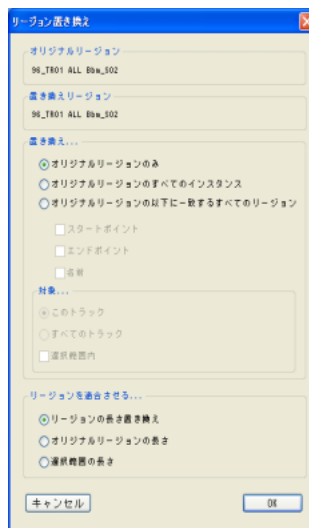 リージョン置き換え
オリジナルリージョン
96_TR01 ALL Bbm_S02
置き換えリージョン
96_TR01 ALL Bbm_S02
置き換え...
オリジナルリージョンのみ
オリジナルリージョンのすべてのインスタンス
オリジナルリージョンの以下に一致するすべてのリージョン
スタートポイント
エンドポイント
名前
対象...
このトラック
すべてのトラック
選択範囲内
リージョンを適合させる...
リージョンの長さ置き換え
オリジナルリージョンの長さ
選択範囲の長さ
キャンセル
OK